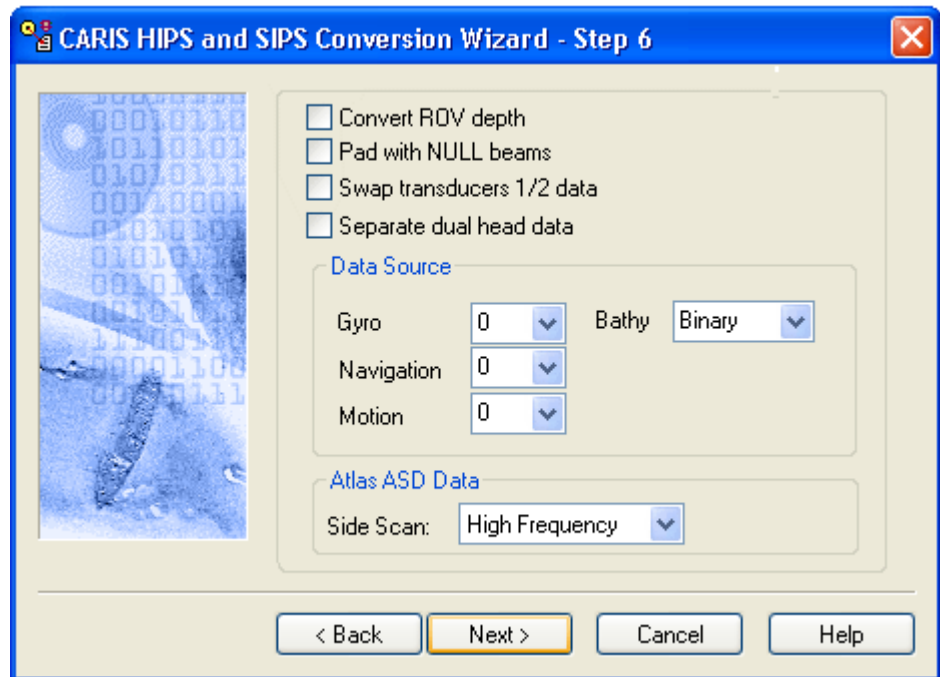 CARIS HIPS and SIPS Conversion Wizard - Step 6
Convert ROV depth
Pad with NULL beams
Swap transducers 1/2 data
Separate dual head data
Data Source
Gyro 0 Bathy Binary
Navigation 0
Motion 0
Atlas ASD Data
Side Scan: High Frequency
< Back Next > Cancel Help